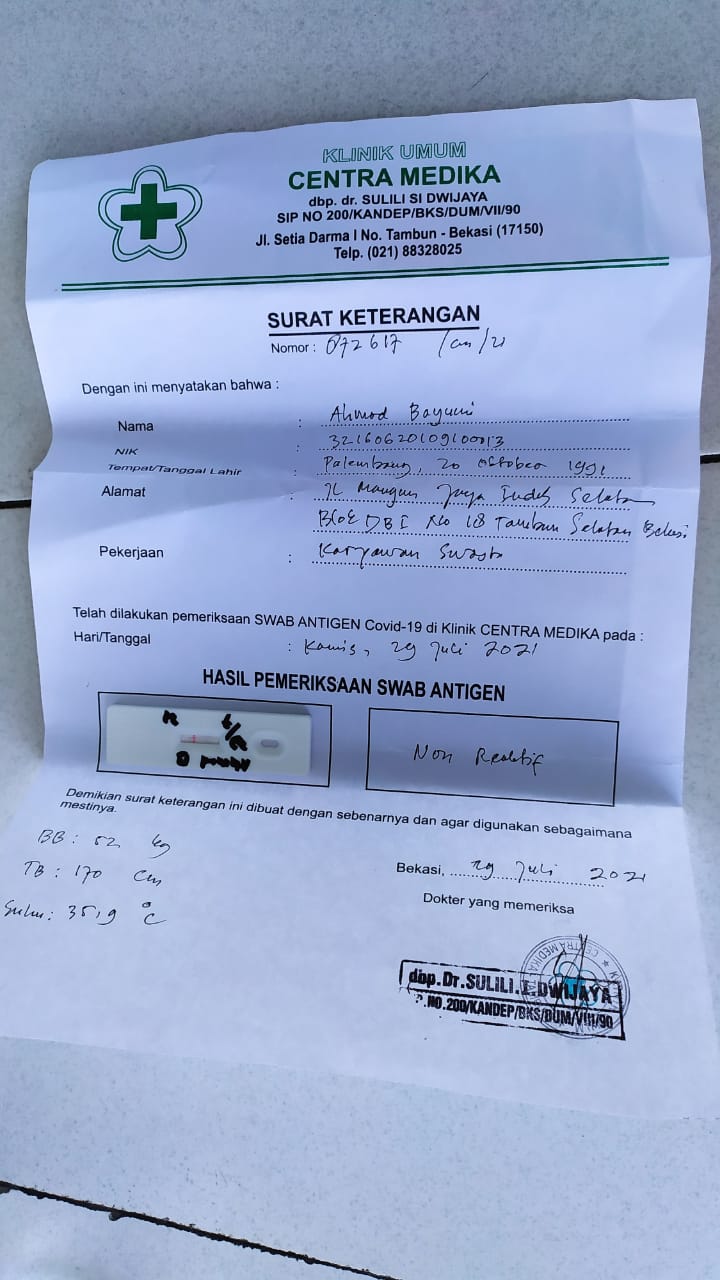 KLINIK UMUM
CENTRA MEDIKA
dbp. dr. SULILI SI DWIJAYA
SIP NO 200/KANDEP/BKS/DUM/VII/90
Jl. Setia Darma I No. Tambun - Bekasi (17150)
Telp. (021) 88328025
SURAT KETERANGAN
Nomor : 072617 /cm/21
Dengan ini menyatakan bahwa :
Nama : Ahmad Bayumi
NIK : 3216062010910013
Tempat/Tanggal Lahir : Palembang, 20 Oktober 1991
Alamat : JL Mangun Jaya Indah Selatan
Blok DB I No 18 Tambun Selatan Bekasi
Pekerjaan : Karyawan Swasta
Telah dilakukan pemeriksaan SWAB ANTIGEN Covid-19 di Klinik CENTRA MEDIKA pada :
Hari/Tanggal : Kamis, 29 Juli 2021
HASIL PEMERIKSAAN SWAB ANTIGEN
Non Reaktif
Demikian surat keterangan ini dibuat dengan sebenarnya dan agar digunakan sebagaimana
mestinya.
BB : 52 kg
TB : 170 cm
Suhu : 35,9 °C
Bekasi, 29 Juli 2021
Dokter yang memeriksa
dbp.Dr.SULILI.I.DWIJAYA
P.NO.200/KANDEP/BKS/DUM/VIII/90
CENTRA MEDIKA